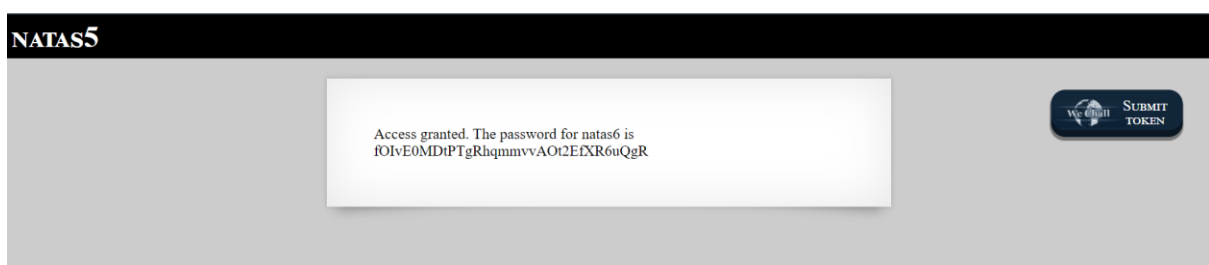 NATAS5
Access granted. The password for natas6 is
fOIvE0MDtPTgRhqmmvvAOt2EfXR6uQgR
We Chall
SUBMIT
TOKEN